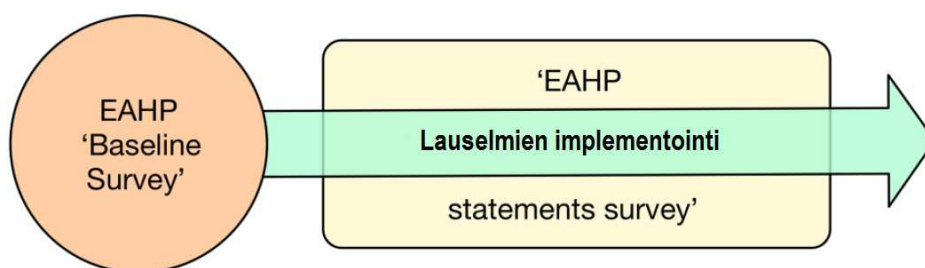 EAHP
‘Baseline
Survey’
‘EAHP
Lauselmien implementointi
statements survey’